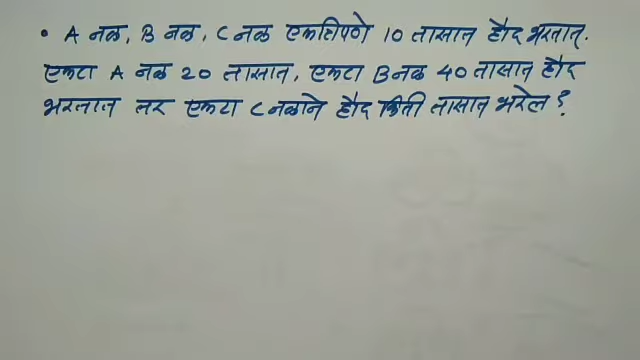 • A नळ, B नळ, C नळ एकत्रितपणे 10 तासात हौद भरतात.
एकटा A नळ 20 तासात, एकटा B नळ 40 तासात हौद
भरतात तर एकटा C नळाने हौद किती तासात भरेल ?